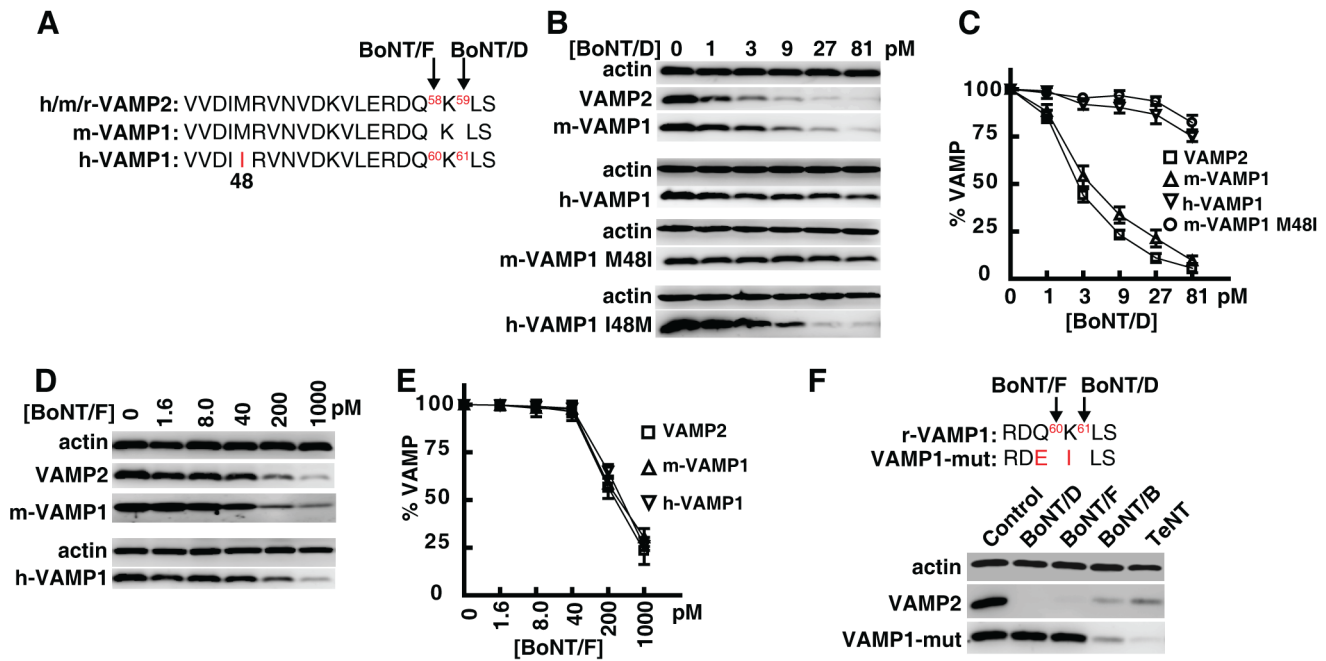 A
BoNT/F BoNT/D
h/m/r-VAMP2: VVDIMRVNVDKVLERDQ58K59LS
m-VAMP1: VVDIMRVNVDKVLERDQ K LS
h-VAMP1: VVDI I RVNVDKVLERDQ60K61LS
48
B
[BoNT/D] 0 1 3 9 27 81 pM
actin
VAMP2
m-VAMP1
actin
h-VAMP1
actin
m-VAMP1 M48I
actin
h-VAMP1 I48M
C
100
75
50
25
0
% VAMP
VAMP2
m-VAMP1
h-VAMP1
m-VAMP1 M48I
0 1 3 9 27 81 pM
[BoNT/D]
D
[BoNT/F] 0 1.6 8.0 40 200 1000 pM
actin
VAMP2
m-VAMP1
actin
h-VAMP1
E
100
75
50
25
0
% VAMP
VAMP2
m-VAMP1
h-VAMP1
0 1.6 8.0 40 200 1000 pM
[BoNT/F]
F
BoNT/F BoNT/D
r-VAMP1: RDQ60K61LS
VAMP1-mut: RDE I LS
Control BoNT/D BoNT/F BoNT/B TeNT
actin
VAMP2
VAMP1-mut